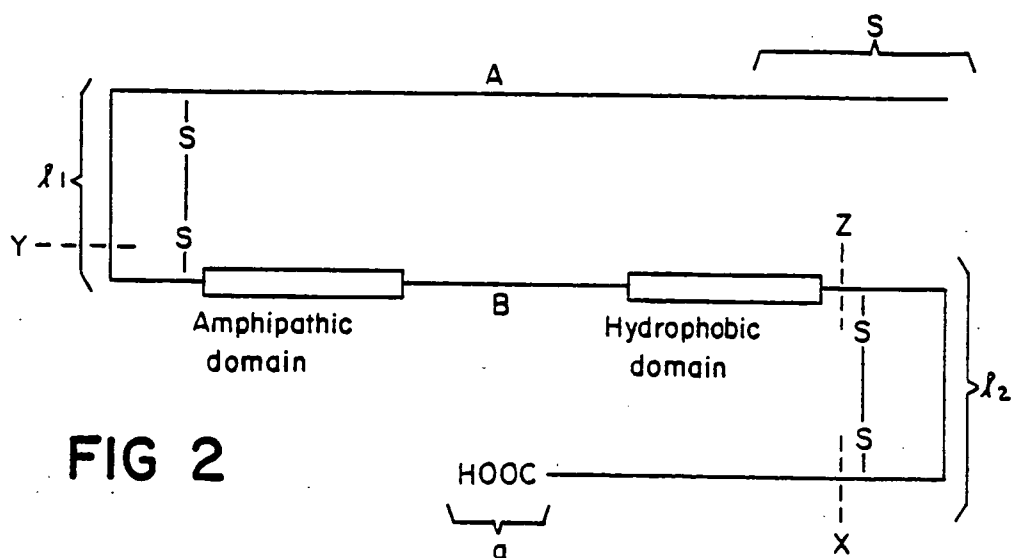 S
A
ℓ1
S
S
Y
Z
B
Amphipathic
domain
Hydrophobic
domain
S
S
ℓ2
FIG 2
HOOC
a
X